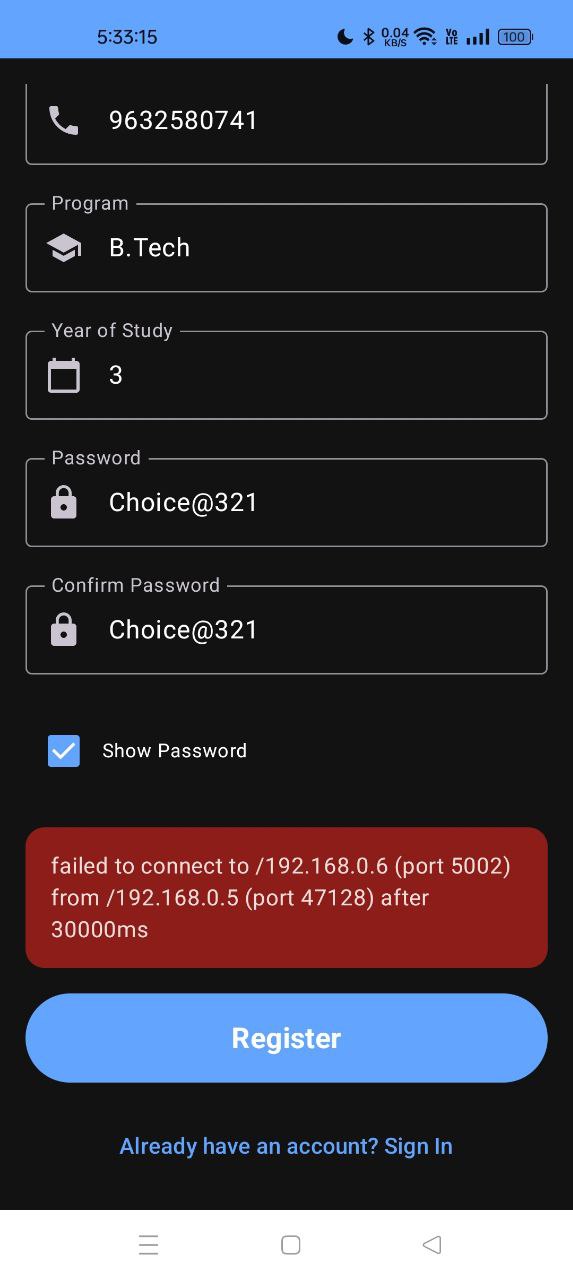 5:33:15
0.04
KB/S
Vo
LTE
100
9632580741
Program
B.Tech
Year of Study
3
Password
Choice@321
Confirm Password
Choice@321
Show Password
failed to connect to /192.168.0.6 (port 5002)
from /192.168.0.5 (port 47128) after
30000ms
Register
Already have an account? Sign In